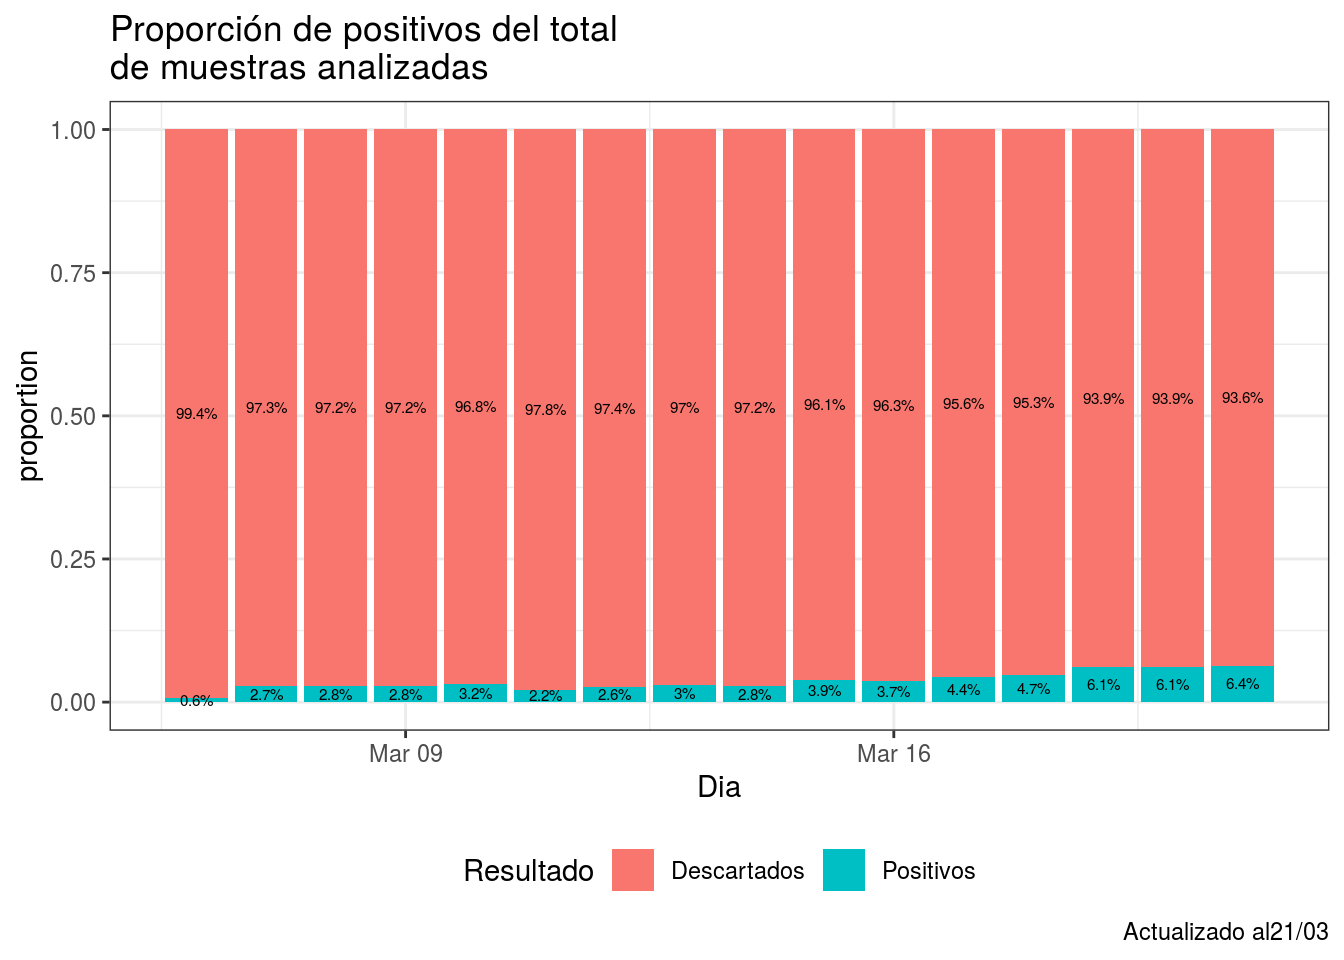 Proporción de positivos del total
de muestras analizadas
proportion
1.00
0.75
0.50
0.25
0.00
99.4% 97.3% 97.2% 97.2% 96.8% 97.8% 97.4% 97% 97.2% 96.1% 96.3% 95.6% 95.3% 93.9% 93.9% 93.6%
0.6% 2.7% 2.8% 2.8% 3.2% 2.2% 2.6% 3% 2.8% 3.9% 3.7% 4.4% 4.7% 6.1% 6.1% 6.4%
Mar 09 Mar 16
Dia
Resultado Descartados Positivos
Actualizado al21/03